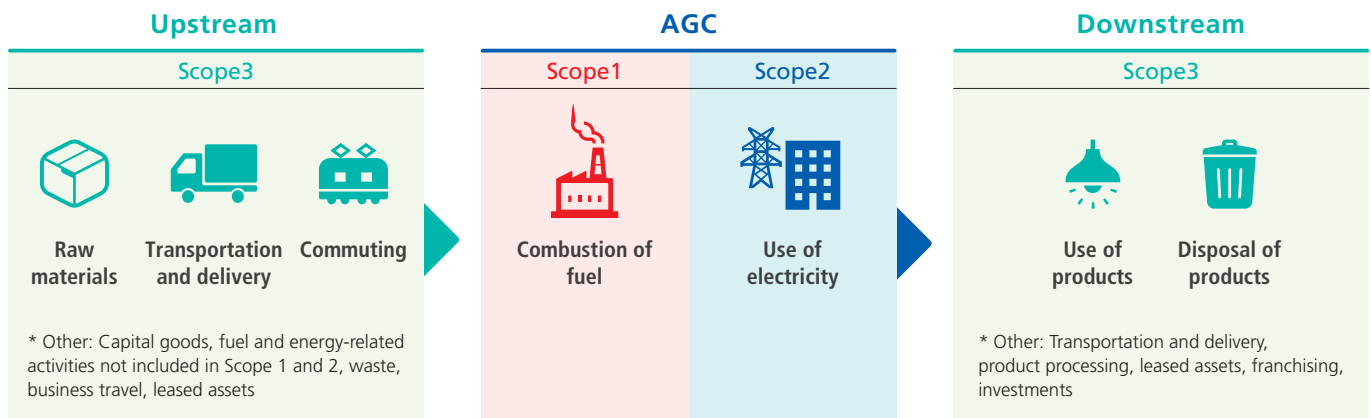 Upstream
Scope3
Raw
materials
Transportation
and delivery
Commuting
* Other: Capital goods, fuel and energy-related
activities not included in Scope 1 and 2, waste,
business travel, leased assets
AGC
Scope1
Combustion of
fuel
Scope2
Use of
electricity
Downstream
Scope3
Use of
products
Disposal of
products
* Other: Transportation and delivery,
product processing, leased assets, franchising,
investments